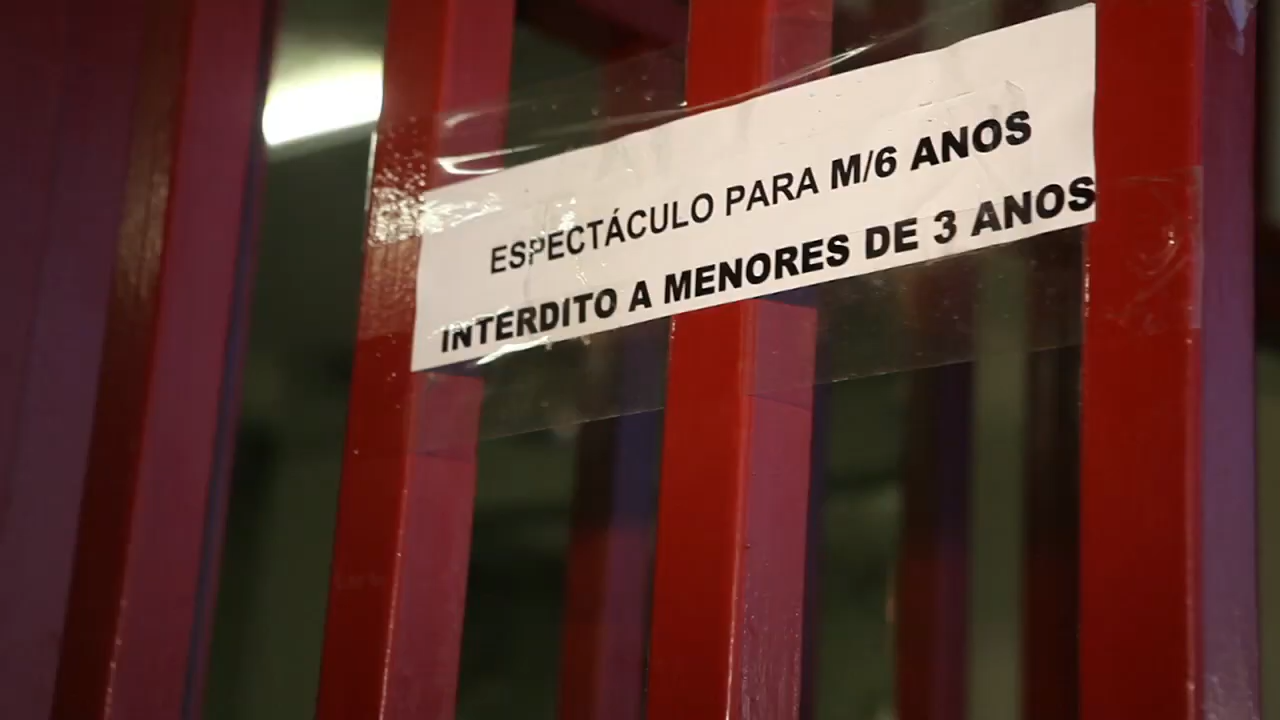 ESPECTÁCULO PARA M/6 ANOS
INTERDITO A MENORES DE 3 ANOS